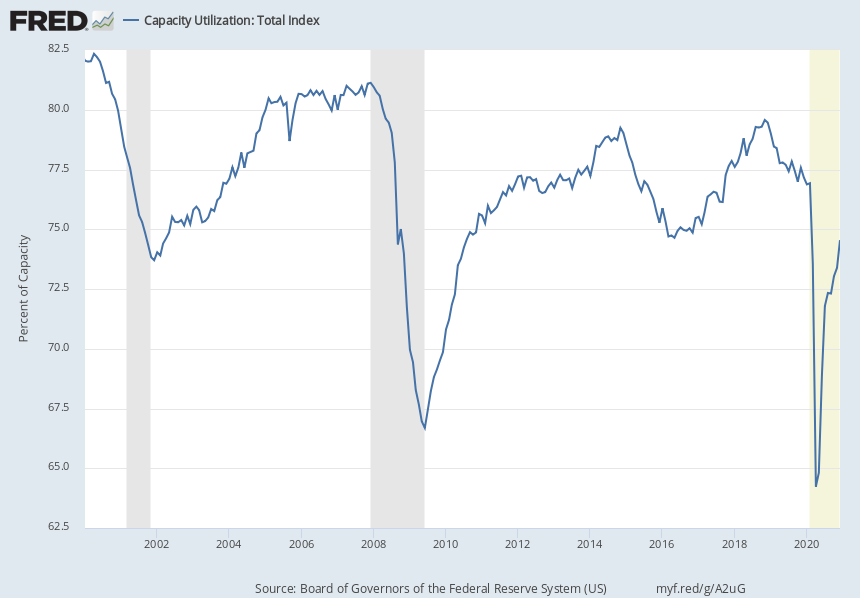 FRED
Capacity Utilization: Total Index
82.5
80.0
77.5
75.0
72.5
70.0
67.5
65.0
62.5
Percent of Capacity
2002 2004 2006 2008 2010 2012 2014 2016 2018 2020
Source: Board of Governors of the Federal Reserve System (US) myf.red/g/A2uG